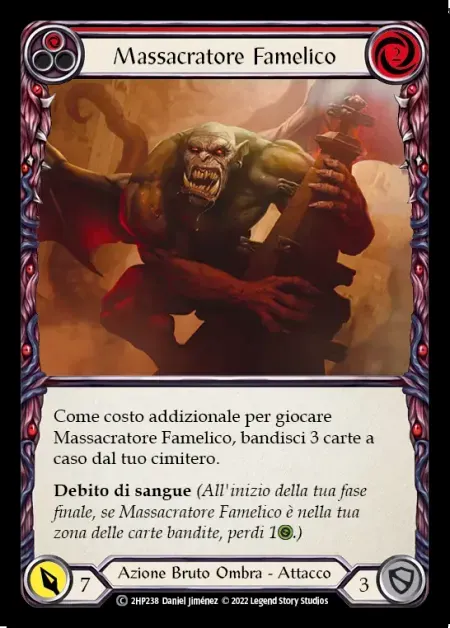 2
Massacratore Famelico
Come costo addizionale per giocare
Massacratore Famelico, bandisci 3 carte a
caso dal tuo cimitero.
Debito di sangue (All'inizio della tua fase
finale, se Massacratore Famelico è nella tua
zona delle carte bandite, perdi 1.)
7
Azione Bruto Ombra - Attacco
3
C 2HP238 Daniel Jiménez © 2022 Legend Story Studios